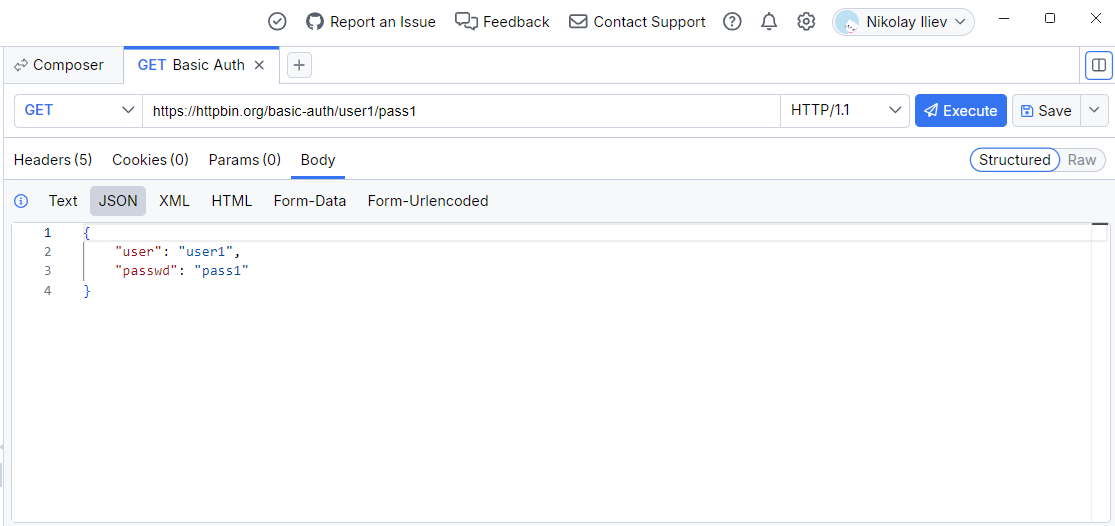 Report an Issue Feedback Contact Support Nikolay Iliev
Composer GET Basic Auth
GET https://httpbin.org/basic-auth/user1/pass1 HTTP/1.1 Execute Save
Headers (5) Cookies (0) Params (0) Body Structured Raw
Text JSON XML HTML Form-Data Form-Urlencoded
1 {
2 "user": "user1",
3 "passwd": "pass1"
4 }